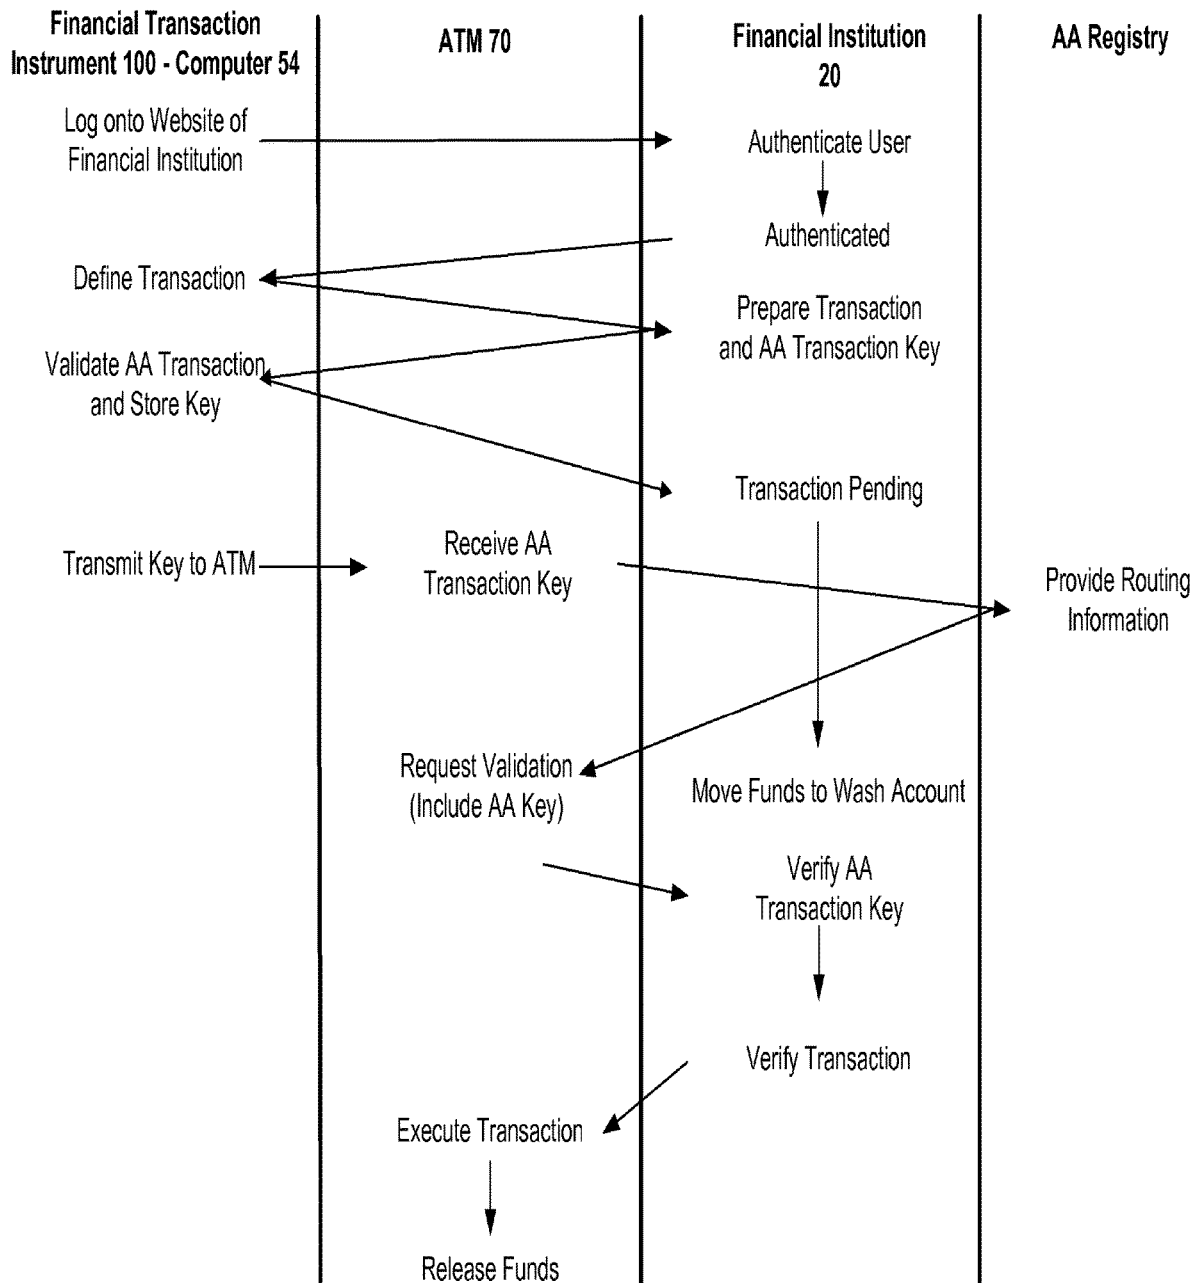 Financial Transaction
Instrument 100 - Computer 54
ATM 70
Financial Institution
20
AA Registry
Log onto Website of
Financial Institution
Authenticate User
Authenticated
Define Transaction
Prepare Transaction
and AA Transaction Key
Validate AA Transaction
and Store Key
Transaction Pending
Transmit Key to ATM
Receive AA
Transaction Key
Provide Routing
Information
Request Validation
(Include AA Key)
Move Funds to Wash Account
Verify AA
Transaction Key
Verify Transaction
Execute Transaction
Release Funds